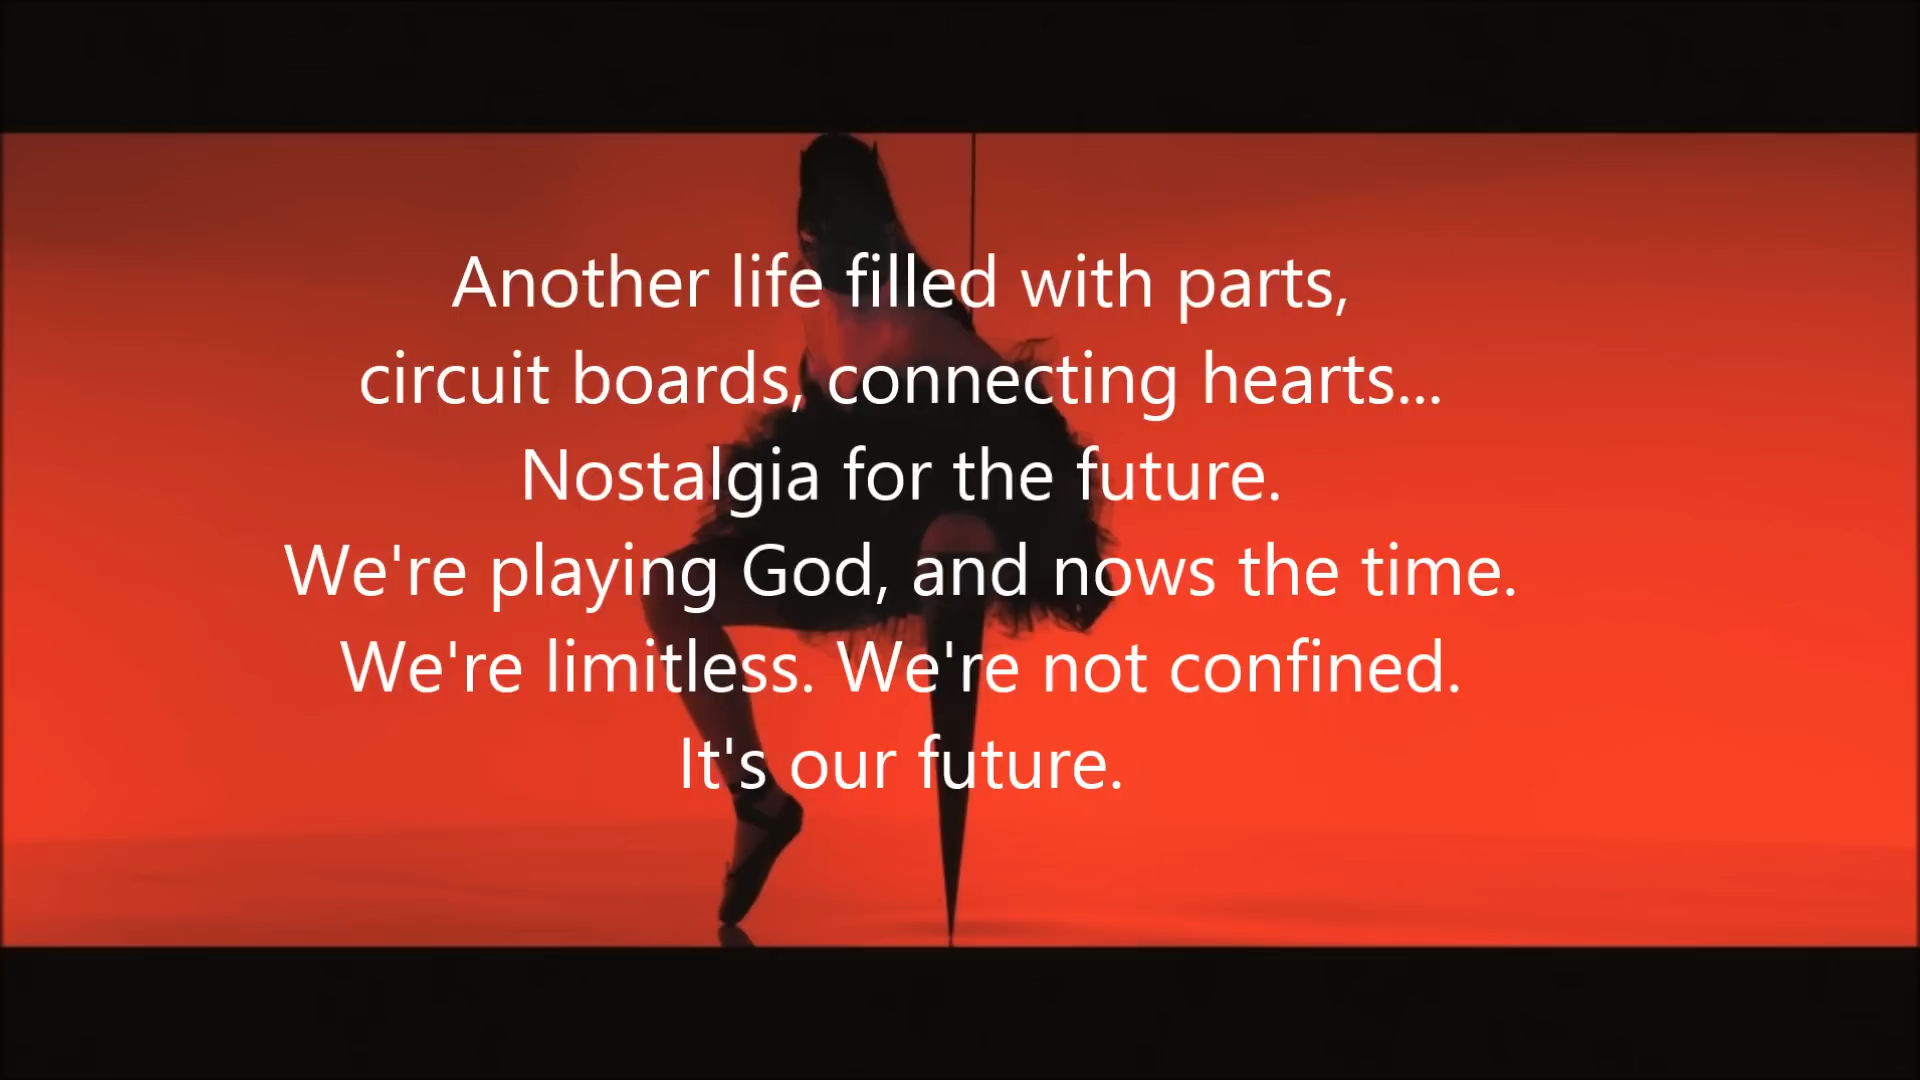 Another life filled with parts,
circuit boards, connecting hearts...
Nostalgia for the future.
We're playing God, and nows the time.
We're limitless. We're not confined.
It's our future.